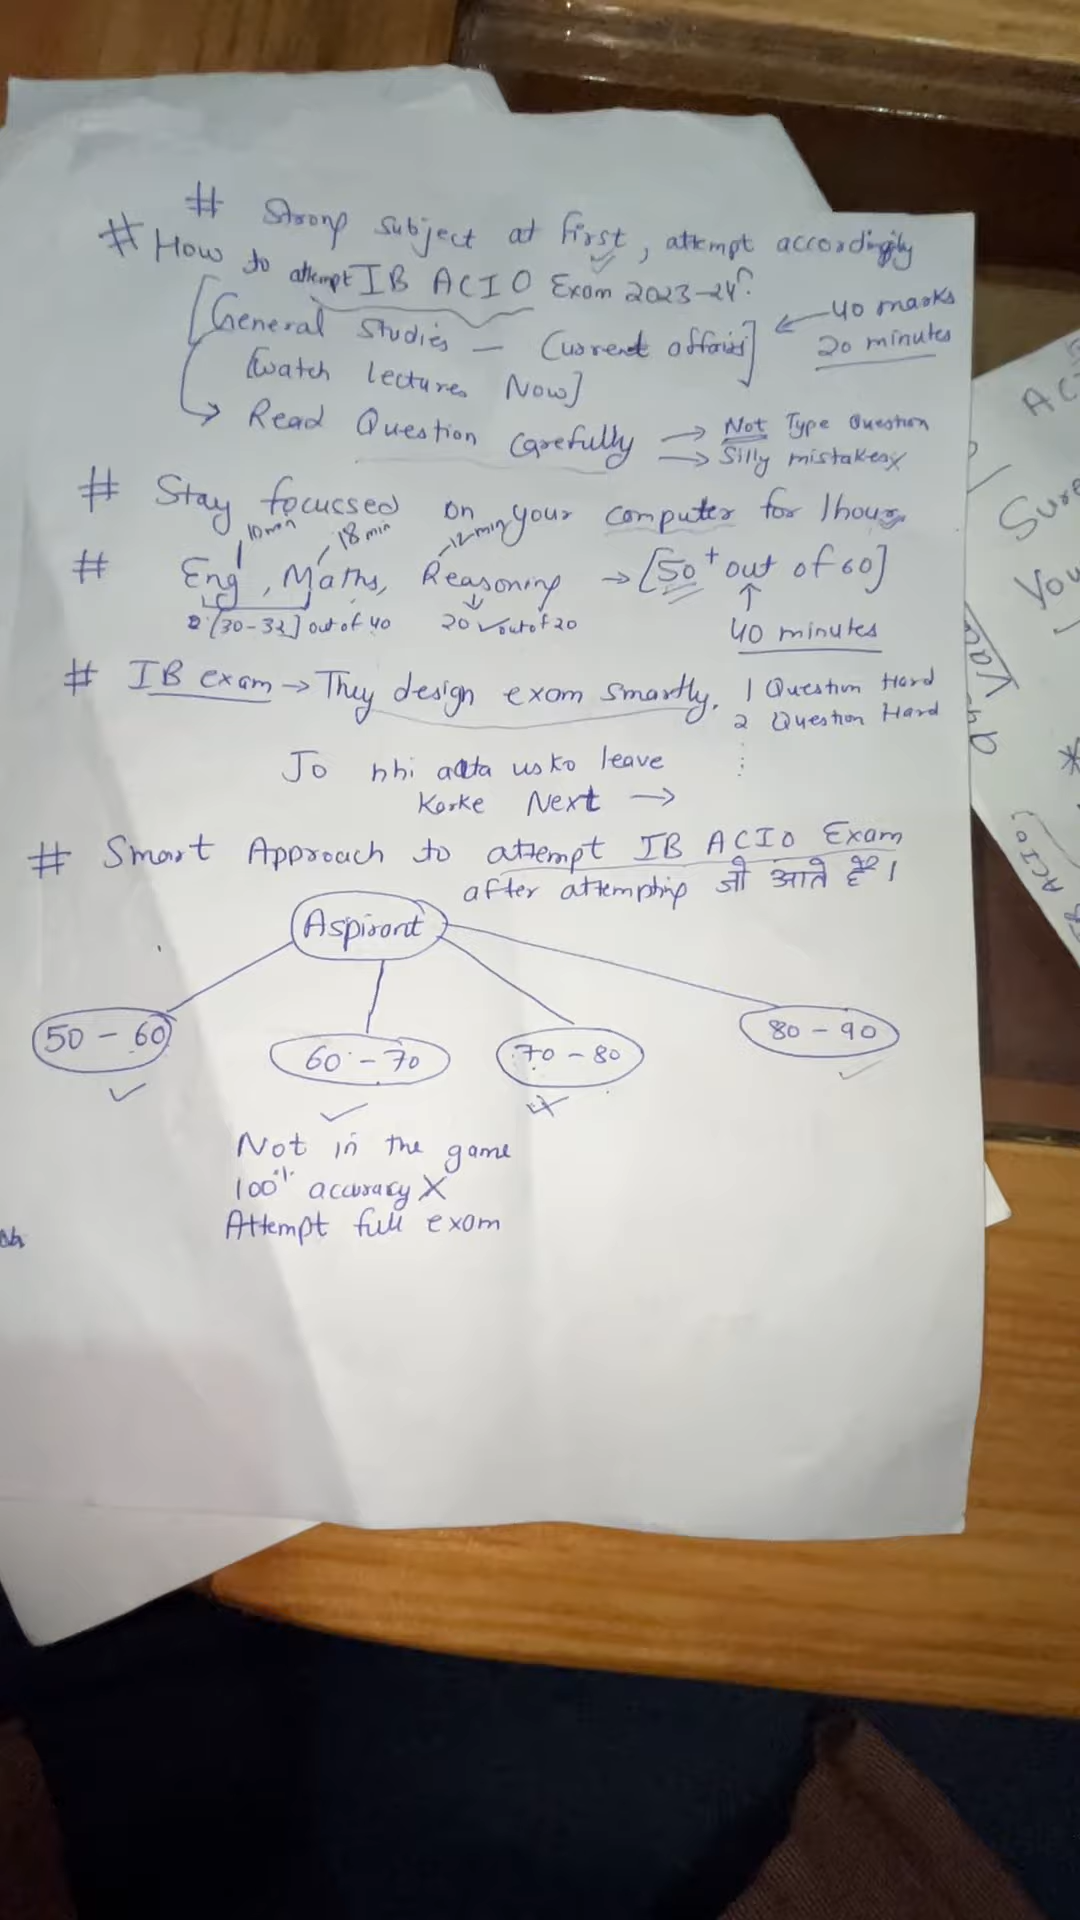 # Strong subject at first, attempt accordingly
# How to attempt IB ACIO Exam 2023-24?
[General Studies - Current affairs] ← 40 marks
20 minutes
[Watch lectures Now]
→ Read Question Carefully → Not Type Question
→ Silly mistakes X
# Stay focussed on your computer for 1 hour.
10 min 18 min 12 min
# Eng, Maths, Reasoning → [50+ out of 60]
[30-32] out of 40 20 ✓ out of 20 ↑
40 minutes
# IB exam → They design exam smartly. 1 Question Hard
2 Question Hard
Jo nhi aata usko leave
Korke Next →
# Smart Approach to attempt IB ACIO Exam
after attempting जो आते हैं।
Aspirant
50 - 60 60 - 70 70 - 80 80 - 90
Not in the game
100% accuracy X
Attempt full exam
ACI
Sure
You
ACIO